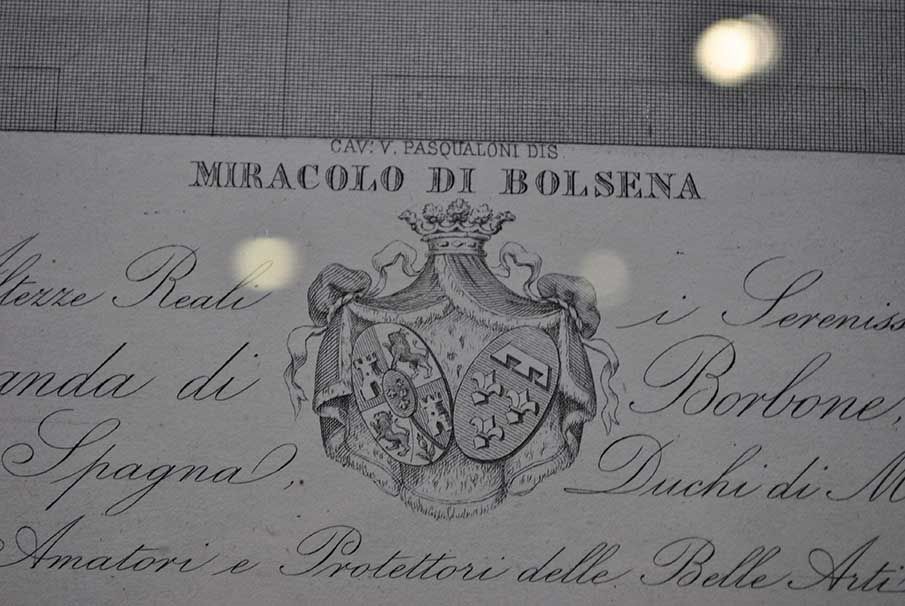 CAV: V. PASQUALONI DIS
MIRACOLO DI BOLSENA
Altezze Reali i Sereniss
anda di Borbone,
Spagna, Duchi di M
Amatori e Protettori delle Belle Arti